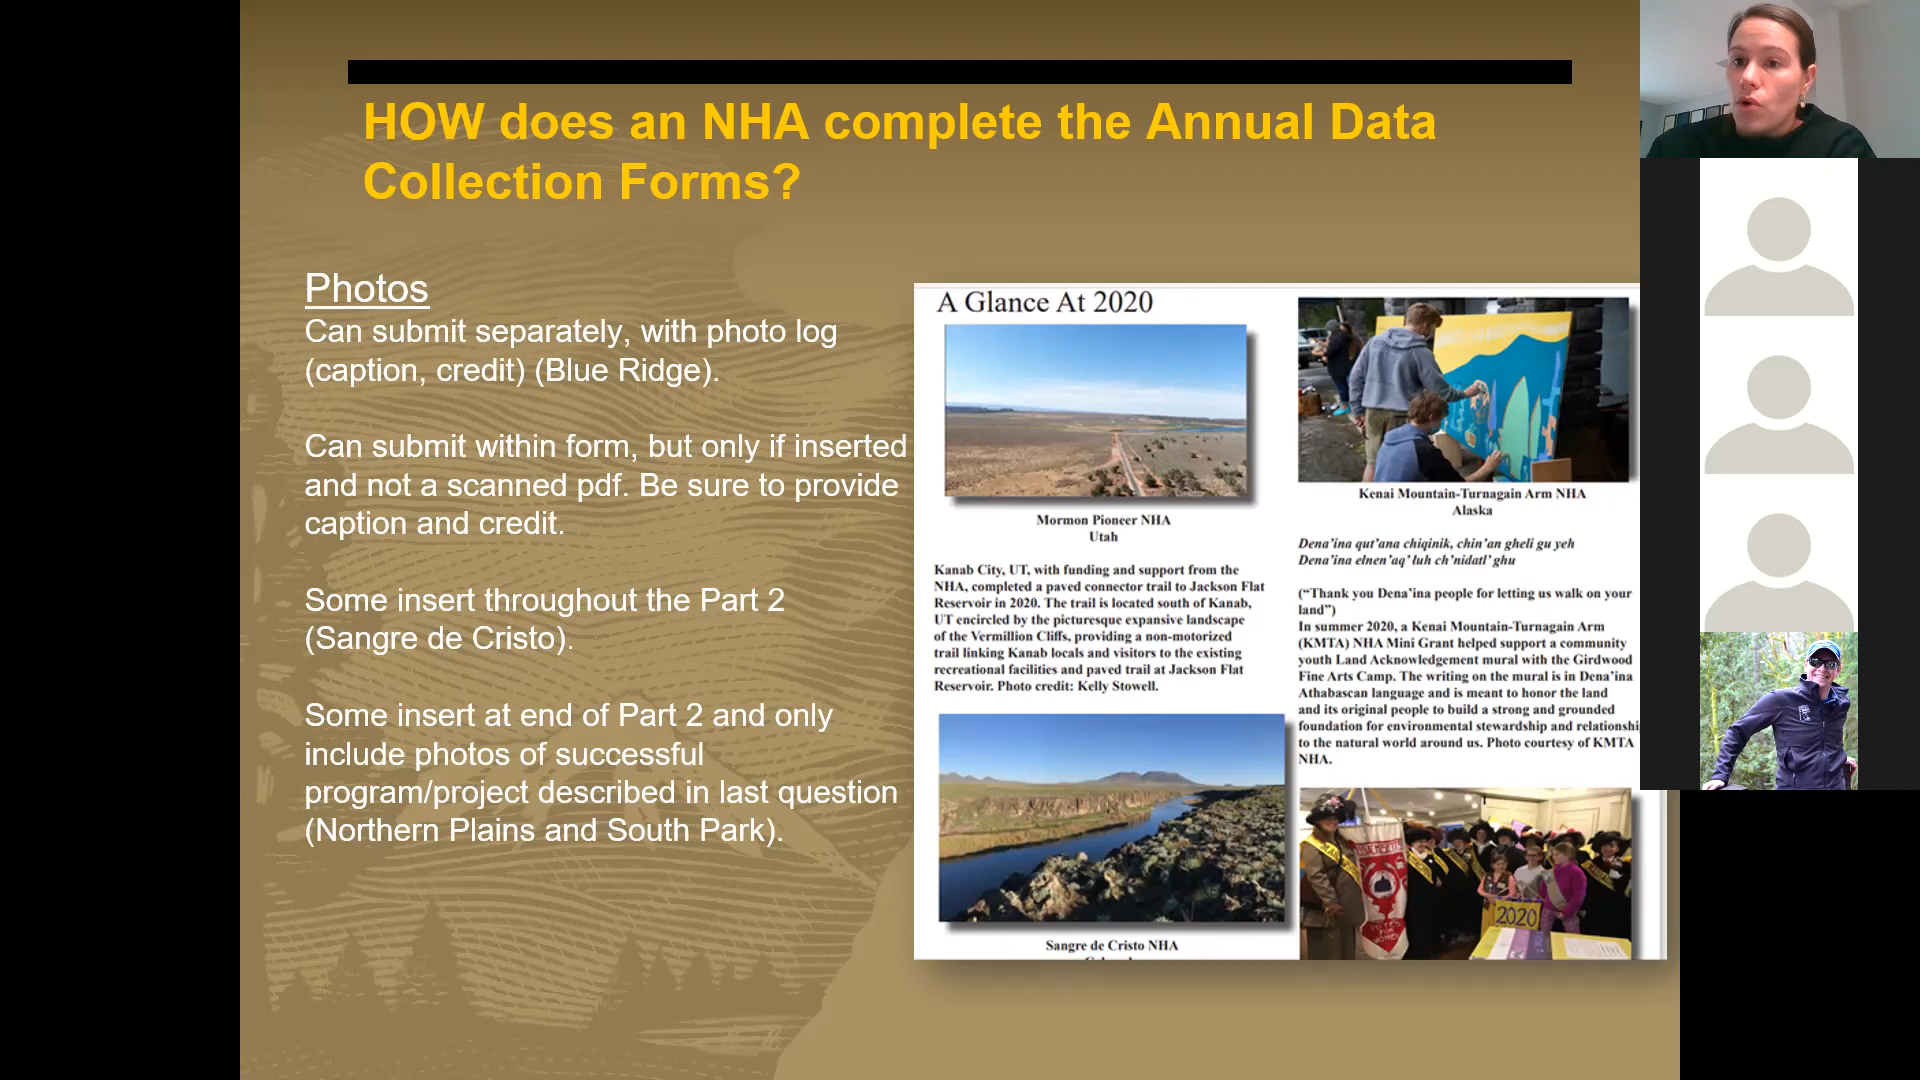 HOW does an NHA complete the Annual Data
Collection Forms?
Photos
Can submit separately, with photo log
(caption, credit) (Blue Ridge).
Can submit within form, but only if inserted
and not a scanned pdf. Be sure to provide
caption and credit.
Some insert throughout the Part 2
(Sangre de Cristo).
Some insert at end of Part 2 and only
include photos of successful
program/project described in last question
(Northern Plains and South Park).
A Glance At 2020
Mormon Pioneer NHA
Utah
Kanab City, UT, with funding and support from the
NHA, completed a paved connector trail to Jackson Flat
Reservoir in 2020. The trail is located south of Kanab,
UT encircled by the picturesque expansive landscape
of the Vermillion Cliffs, providing a non-motorized
trail linking Kanab locals and visitors to the existing
recreational facilities and paved trail at Jackson Flat
Reservoir. Photo credit: Kelly Stowell.
Sangre de Cristo NHA
Kenai Mountain-Turnagain Arm NHA
Alaska
Dena'ina qut'ana chiqinik, chin'an gheli gu yeh
Dena'ina elnen'aq' luh ch'nidatl' ghu
("Thank you Dena'ina people for letting us walk on your
land")
In summer 2020, a Kenai Mountain-Turnagain Arm
(KMTA) NHA Mini Grant helped support a community
youth Land Acknowledgement mural with the Girdwood
Fine Arts Camp. The writing on the mural is in Dena'ina
Athabascan language and is meant to honor the land
and its original people to build a strong and grounded
foundation for environmental stewardship and relationshi
to the natural world around us. Photo courtesy of KMTA
NHA.
VOTES
FOR
WOMEN
2020